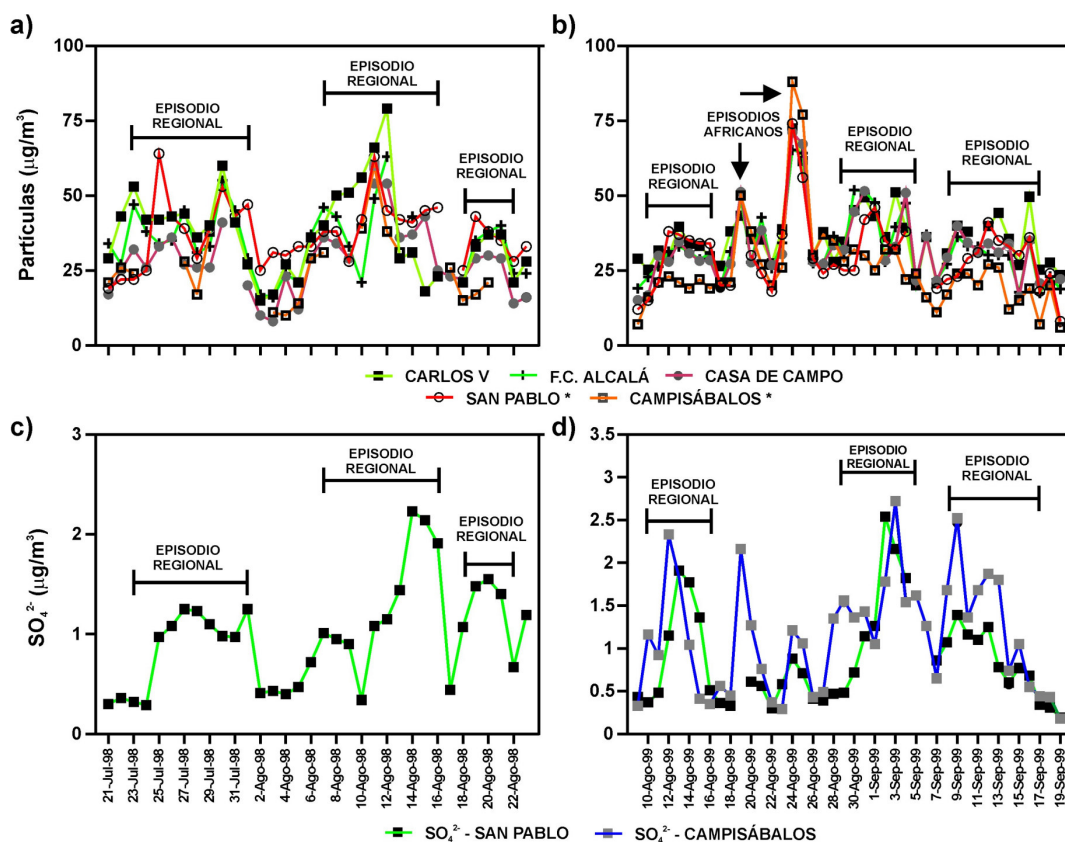 a)
b)
100
75
50
25
0
Partículas (µg/m³)
EPISODIO
REGIONAL
EPISODIO
REGIONAL
EPISODIO
REGIONAL
100
75
50
25
0
EPISODIOS
AFRICANOS
EPISODIO
REGIONAL
EPISODIO
REGIONAL
EPISODIO
REGIONAL
CARLOS V
F.C. ALCALÁ
CASA DE CAMPO
SAN PABLO *
CAMPISÁBALOS *
c)
d)
3
2
1
0
SO₄²⁻ (µg/m³)
EPISODIO
REGIONAL
EPISODIO
REGIONAL
EPISODIO
REGIONAL
21-Jul-98
23-Jul-98
25-Jul-98
27-Jul-98
29-Jul-98
31-Jul-98
2-Ago-98
4-Ago-98
6-Ago-98
8-Ago-98
10-Ago-98
12-Ago-98
14-Ago-98
16-Ago-98
18-Ago-98
20-Ago-98
22-Ago-98
3.5
3
2.5
2
1.5
1
0.5
0
EPISODIO
REGIONAL
EPISODIO
REGIONAL
EPISODIO
REGIONAL
10-Ago-99
12-Ago-99
14-Ago-99
16-Ago-99
18-Ago-99
20-Ago-99
22-Ago-99
24-Ago-99
26-Ago-99
28-Ago-99
30-Ago-99
1-Sep-99
3-Sep-99
5-Sep-99
7-Sep-99
9-Sep-99
11-Sep-99
13-Sep-99
15-Sep-99
17-Sep-99
19-Sep-99
SO₄²⁻ - SAN PABLO
SO₄²⁻ - CAMPISÁBALOS